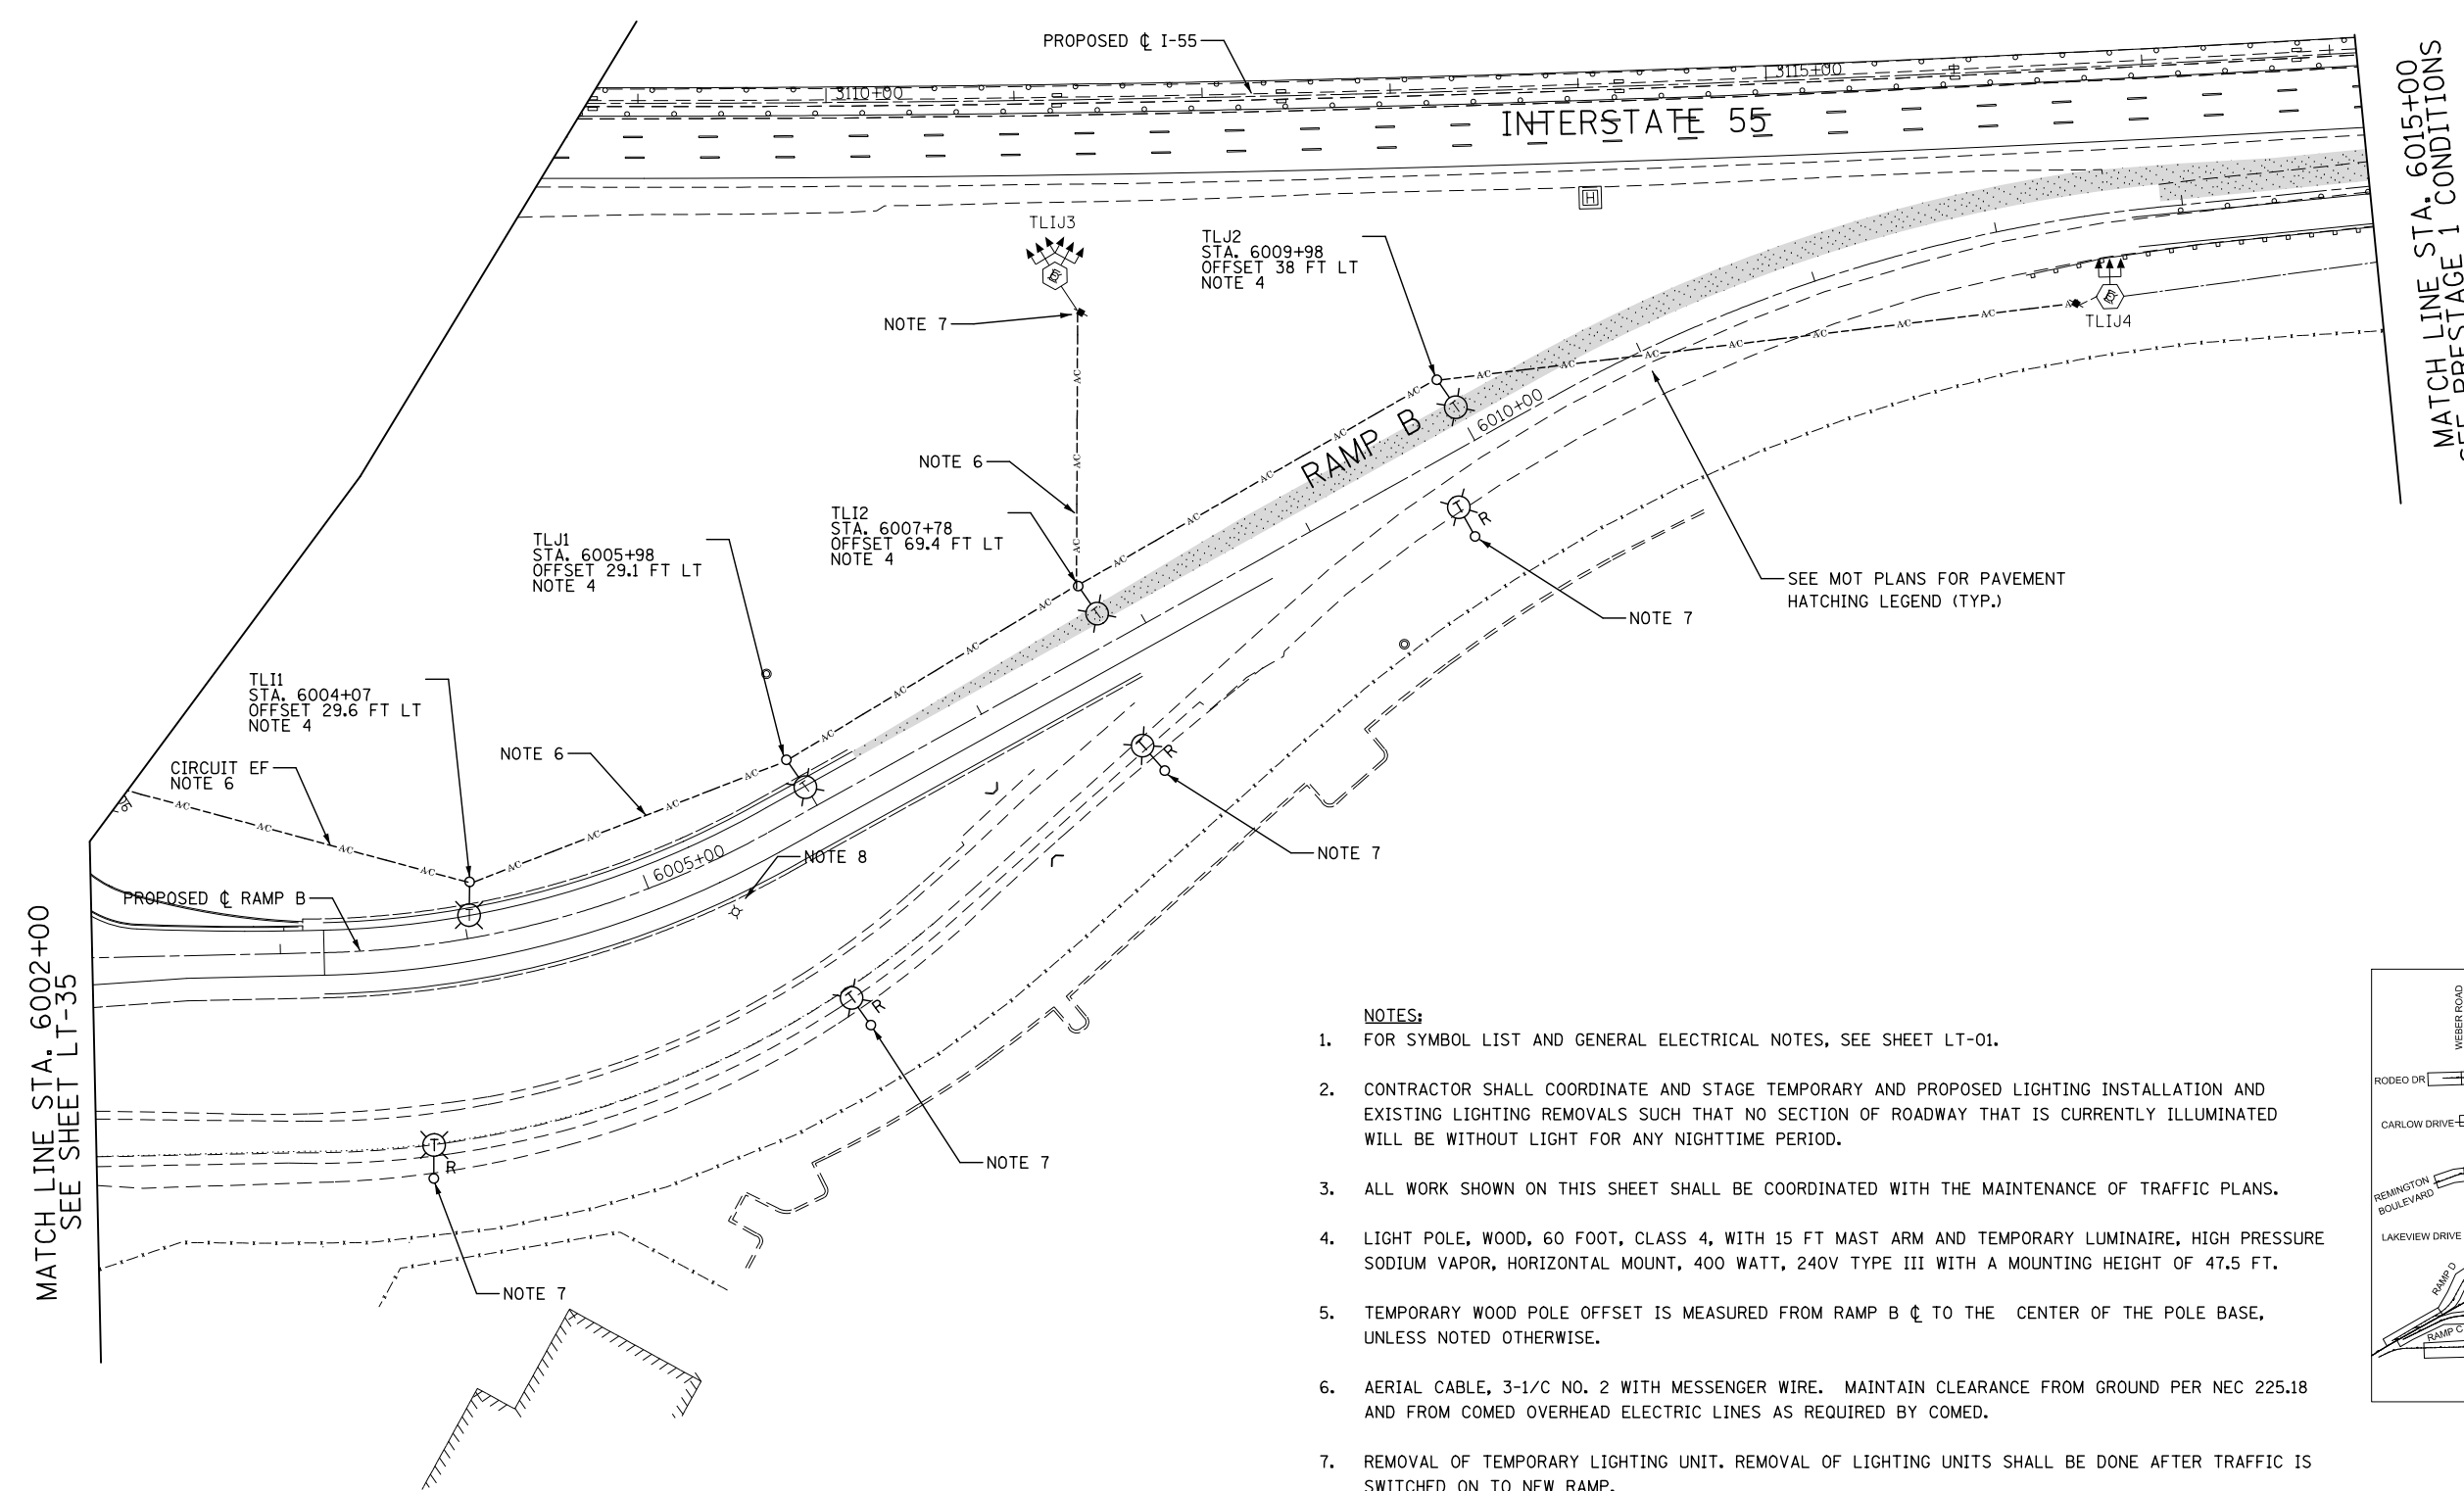 PROPOSED ℄ I-55
3110+00
3115+00
INTERSTATE 55
H
TLIJ3
TLJ2
STA. 6009+98
OFFSET 38 FT LT
NOTE 4
NOTE 7
TLIJ4
MATCH LINE STA. 6015+00
SEE PRESTAGE 1 CONDITIONS
NOTE 6
RAMP B
6010+00
TLI2
STA. 6007+78
OFFSET 69.4 FT LT
NOTE 4
TLJ1
STA. 6005+98
OFFSET 29.1 FT LT
NOTE 4
SEE MOT PLANS FOR PAVEMENT
HATCHING LEGEND (TYP.)
NOTE 7
TLI1
STA. 6004+07
OFFSET 29.6 FT LT
NOTE 4
NOTE 6
CIRCUIT EF
NOTE 6
6005+00
NOTE 8
NOTE 7
PROPOSED ℄ RAMP B
MATCH LINE STA. 6002+00
SEE SHEET LT-35
NOTE 7
NOTE 7
NOTES:
1. FOR SYMBOL LIST AND GENERAL ELECTRICAL NOTES, SEE SHEET LT-01.
2. CONTRACTOR SHALL COORDINATE AND STAGE TEMPORARY AND PROPOSED LIGHTING INSTALLATION AND
EXISTING LIGHTING REMOVALS SUCH THAT NO SECTION OF ROADWAY THAT IS CURRENTLY ILLUMINATED
WILL BE WITHOUT LIGHT FOR ANY NIGHTTIME PERIOD.
3. ALL WORK SHOWN ON THIS SHEET SHALL BE COORDINATED WITH THE MAINTENANCE OF TRAFFIC PLANS.
4. LIGHT POLE, WOOD, 60 FOOT, CLASS 4, WITH 15 FT MAST ARM AND TEMPORARY LUMINAIRE, HIGH PRESSURE
SODIUM VAPOR, HORIZONTAL MOUNT, 400 WATT, 240V TYPE III WITH A MOUNTING HEIGHT OF 47.5 FT.
5. TEMPORARY WOOD POLE OFFSET IS MEASURED FROM RAMP B ℄ TO THE CENTER OF THE POLE BASE,
UNLESS NOTED OTHERWISE.
6. AERIAL CABLE, 3-1/C NO. 2 WITH MESSENGER WIRE. MAINTAIN CLEARANCE FROM GROUND PER NEC 225.18
AND FROM COMED OVERHEAD ELECTRIC LINES AS REQUIRED BY COMED.
7. REMOVAL OF TEMPORARY LIGHTING UNIT. REMOVAL OF LIGHTING UNITS SHALL BE DONE AFTER TRAFFIC IS
SWITCHED ON TO NEW RAMP.
WEBER ROAD
RODEO DR
CARLOW DRIVE
REMINGTON
BOULEVARD
LAKEVIEW DRIVE
RAMP D
RAMP C